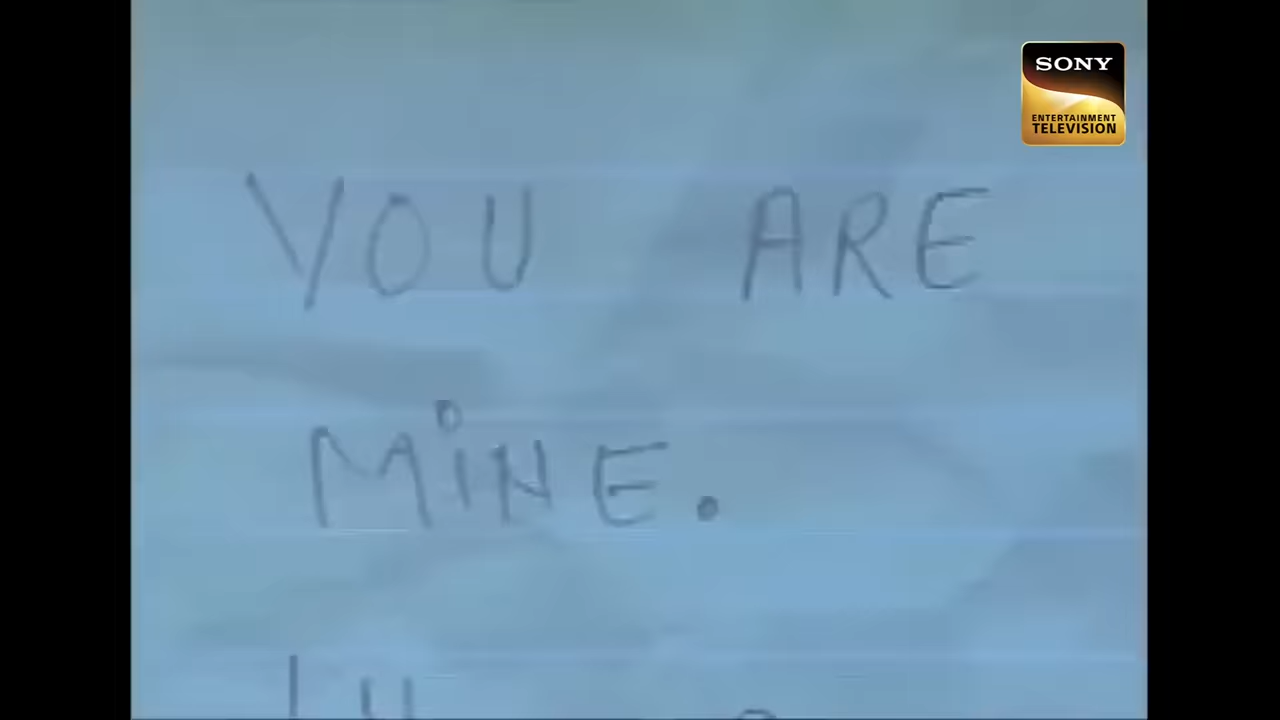 SONY
ENTERTAINMENT
TELEVISION
YOU ARE
MiNE.